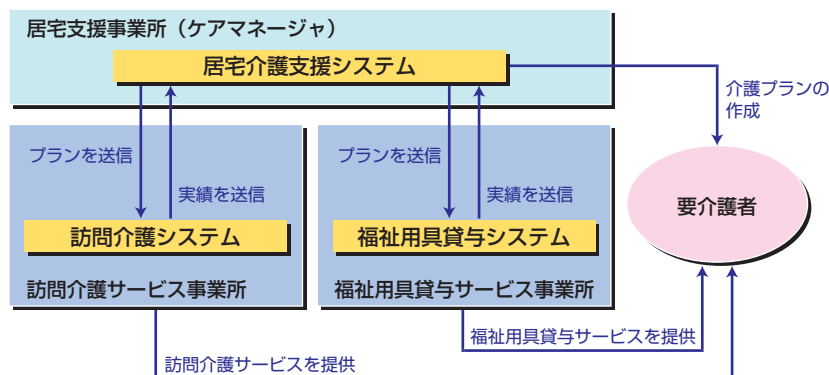 居宅支援事業所（ケアマネージャ）
居宅介護支援システム
介護プランの
作成
プランを送信
実績を送信
プランを送信
実績を送信
要介護者
訪問介護システム
福祉用具貸与システム
訪問介護サービス事業所
福祉用具貸与サービス事業所
福祉用具貸与サービスを提供
訪問介護サービスを提供